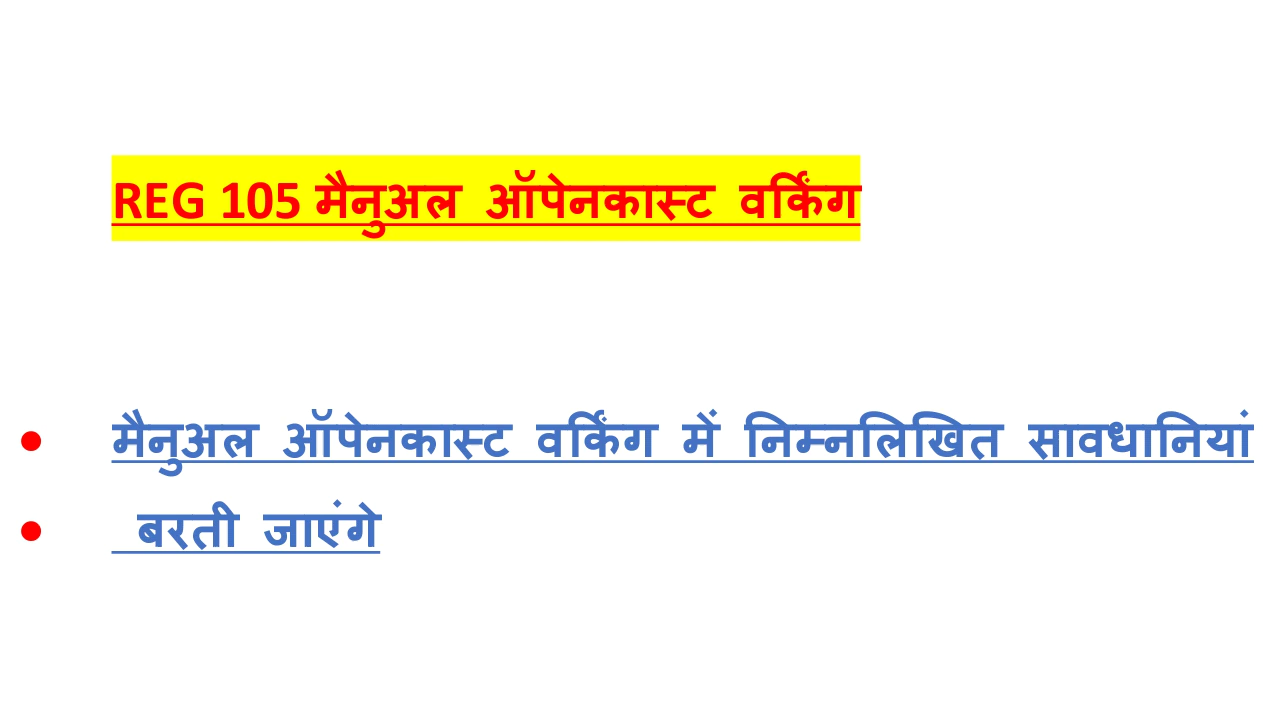 REG 105 मैनुअल ऑपेनकास्ट वर्किंग
मैनुअल ऑपेनकास्ट वर्किंग में निम्नलिखित सावधानियां
बरती जाएंगे